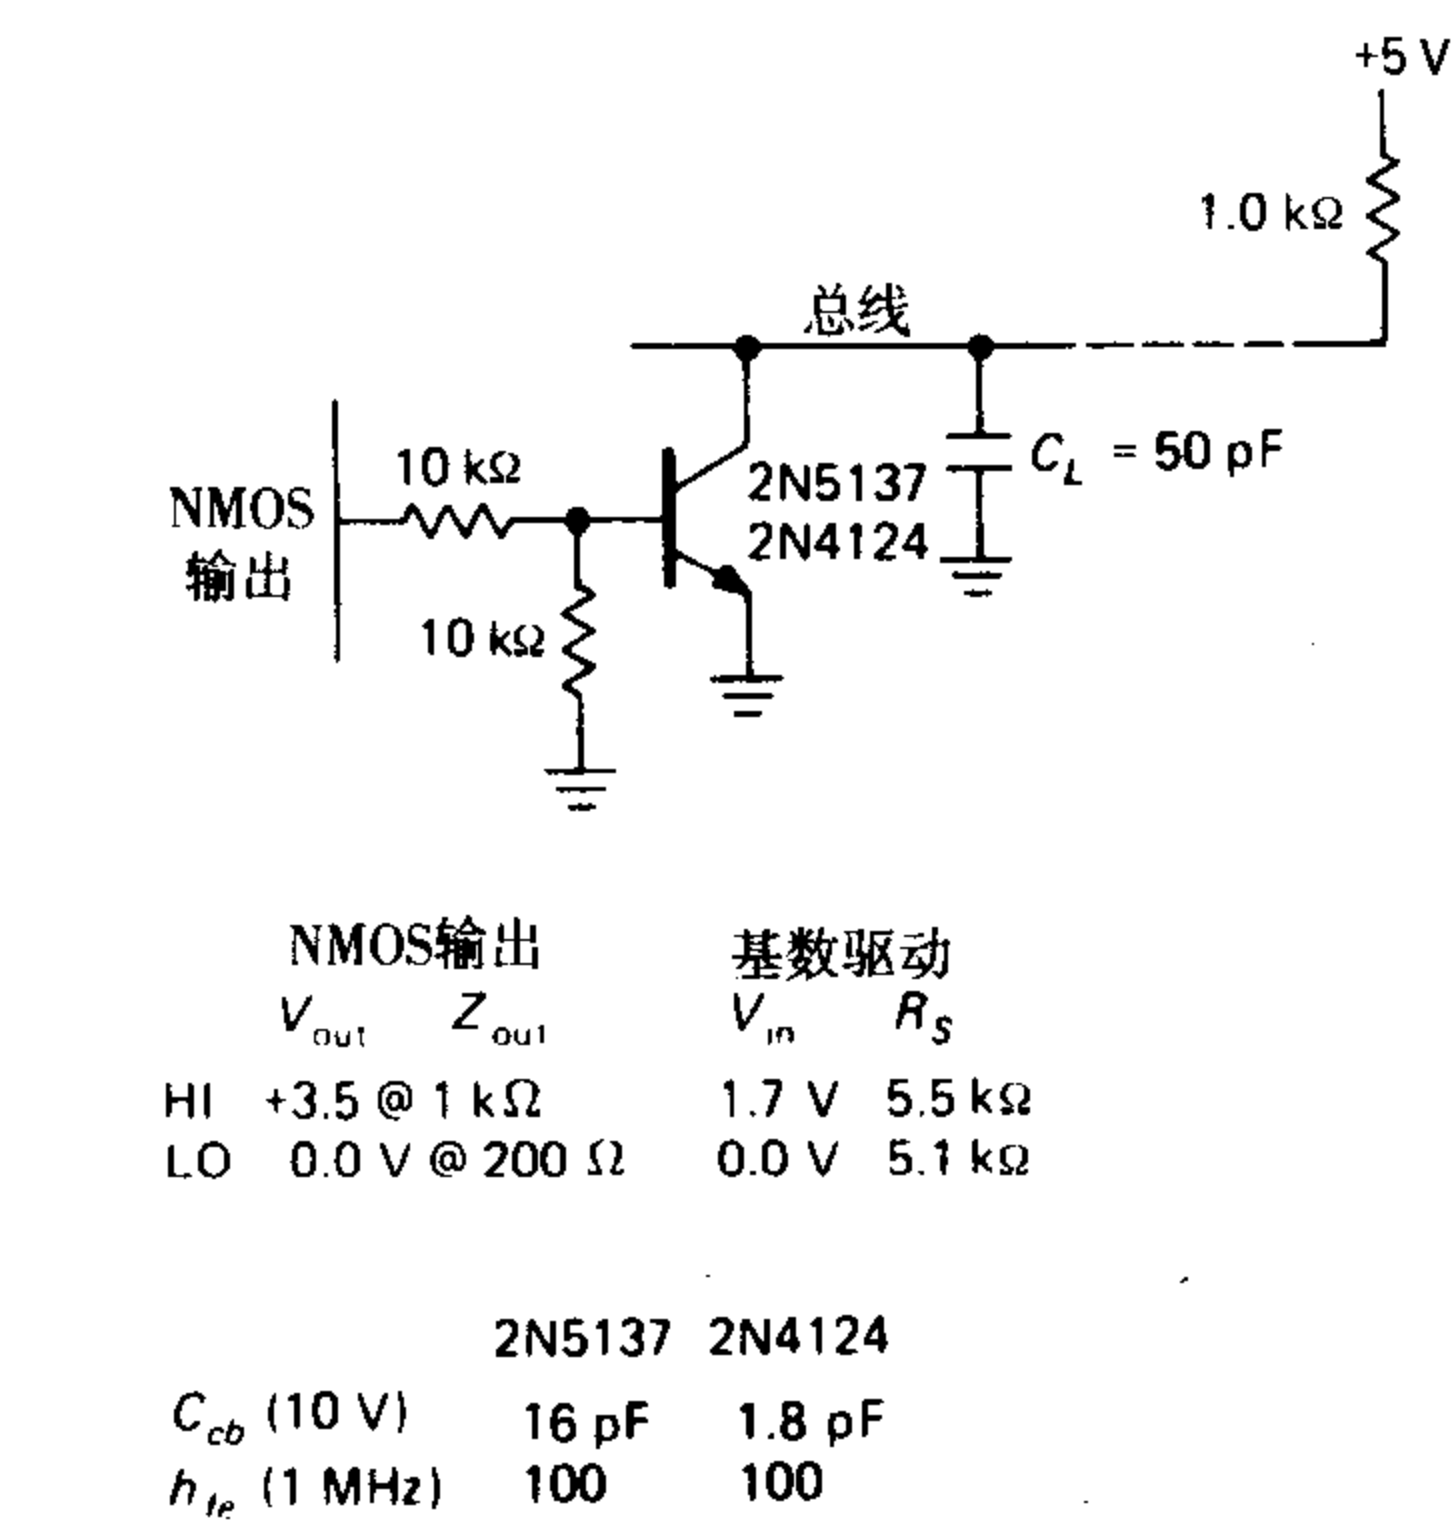 +5 V
1.0 kΩ
总线
10 kΩ
NMOS
输出
2N5137
2N4124
C_L = 50 pF
10 kΩ
NMOS输出 基数驱动
V_out Z_out V_in R_S
HI +3.5 @ 1 kΩ 1.7 V 5.5 kΩ
LO 0.0 V @ 200 Ω 0.0 V 5.1 kΩ
2N5137 2N4124
C_cb (10 V) 16 pF 1.8 pF
h_fe (1 MHz) 100 100